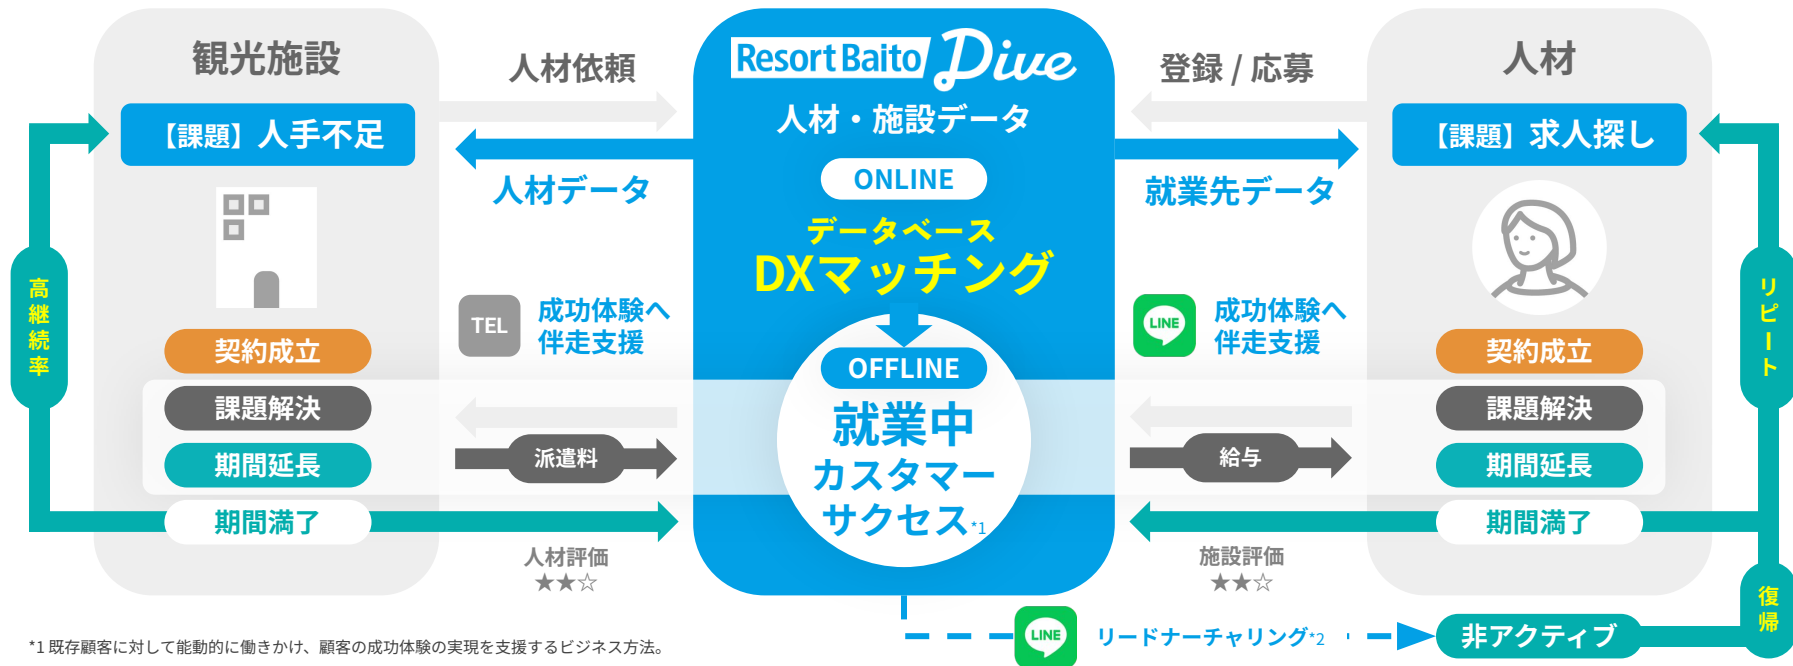 観光施設
【課題】人手不足
契約成立
課題解決
期間延長
期間満了
高継続率
人材依頼
人材データ
TEL
成功体験へ
伴走支援
派遣料
人材評価
★★☆
Resort Baito Dive
人材・施設データ
ONLINE
データベース
DXマッチング
OFFLINE
就業中
カスタマー
サクセス*1
登録 / 応募
就業先データ
LINE
成功体験へ
伴走支援
給与
施設評価
★★☆
人材
【課題】求人探し
契約成立
課題解決
期間延長
期間満了
リピート
復帰
LINE
リードナーチャリング*2
非アクティブ
*1 既存顧客に対して能動的に働きかけ、顧客の成功体験の実現を支援するビジネス方法。